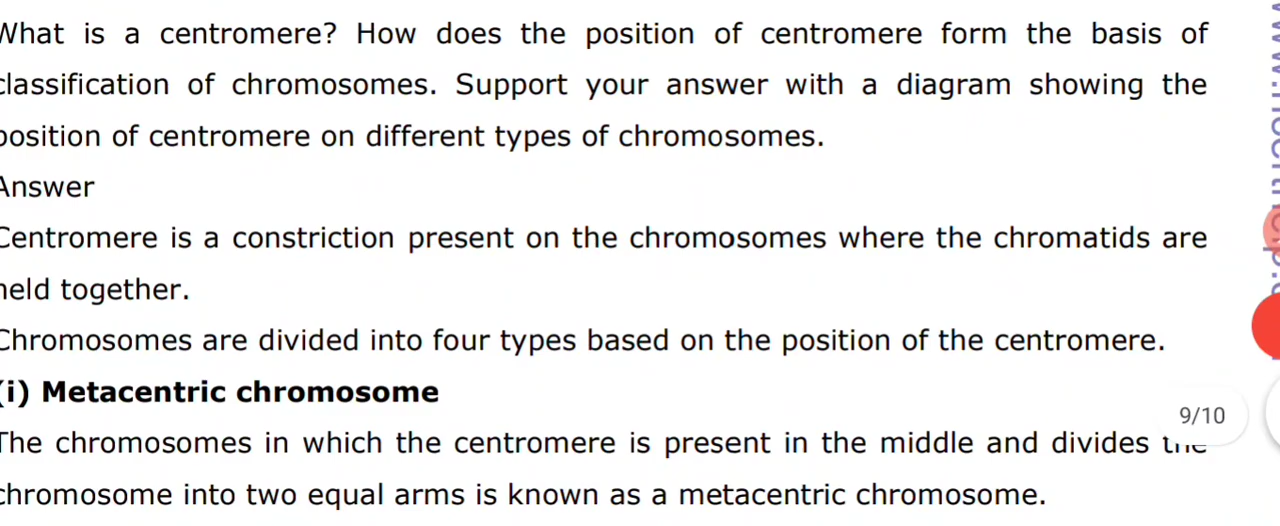 What is a centromere? How does the position of centromere form the basis of
classification of chromosomes. Support your answer with a diagram showing the
position of centromere on different types of chromosomes.
Answer
Centromere is a constriction present on the chromosomes where the chromatids are
held together.
Chromosomes are divided into four types based on the position of the centromere.
(i) Metacentric chromosome
9/10
The chromosomes in which the centromere is present in the middle and divides the
chromosome into two equal arms is known as a metacentric chromosome.